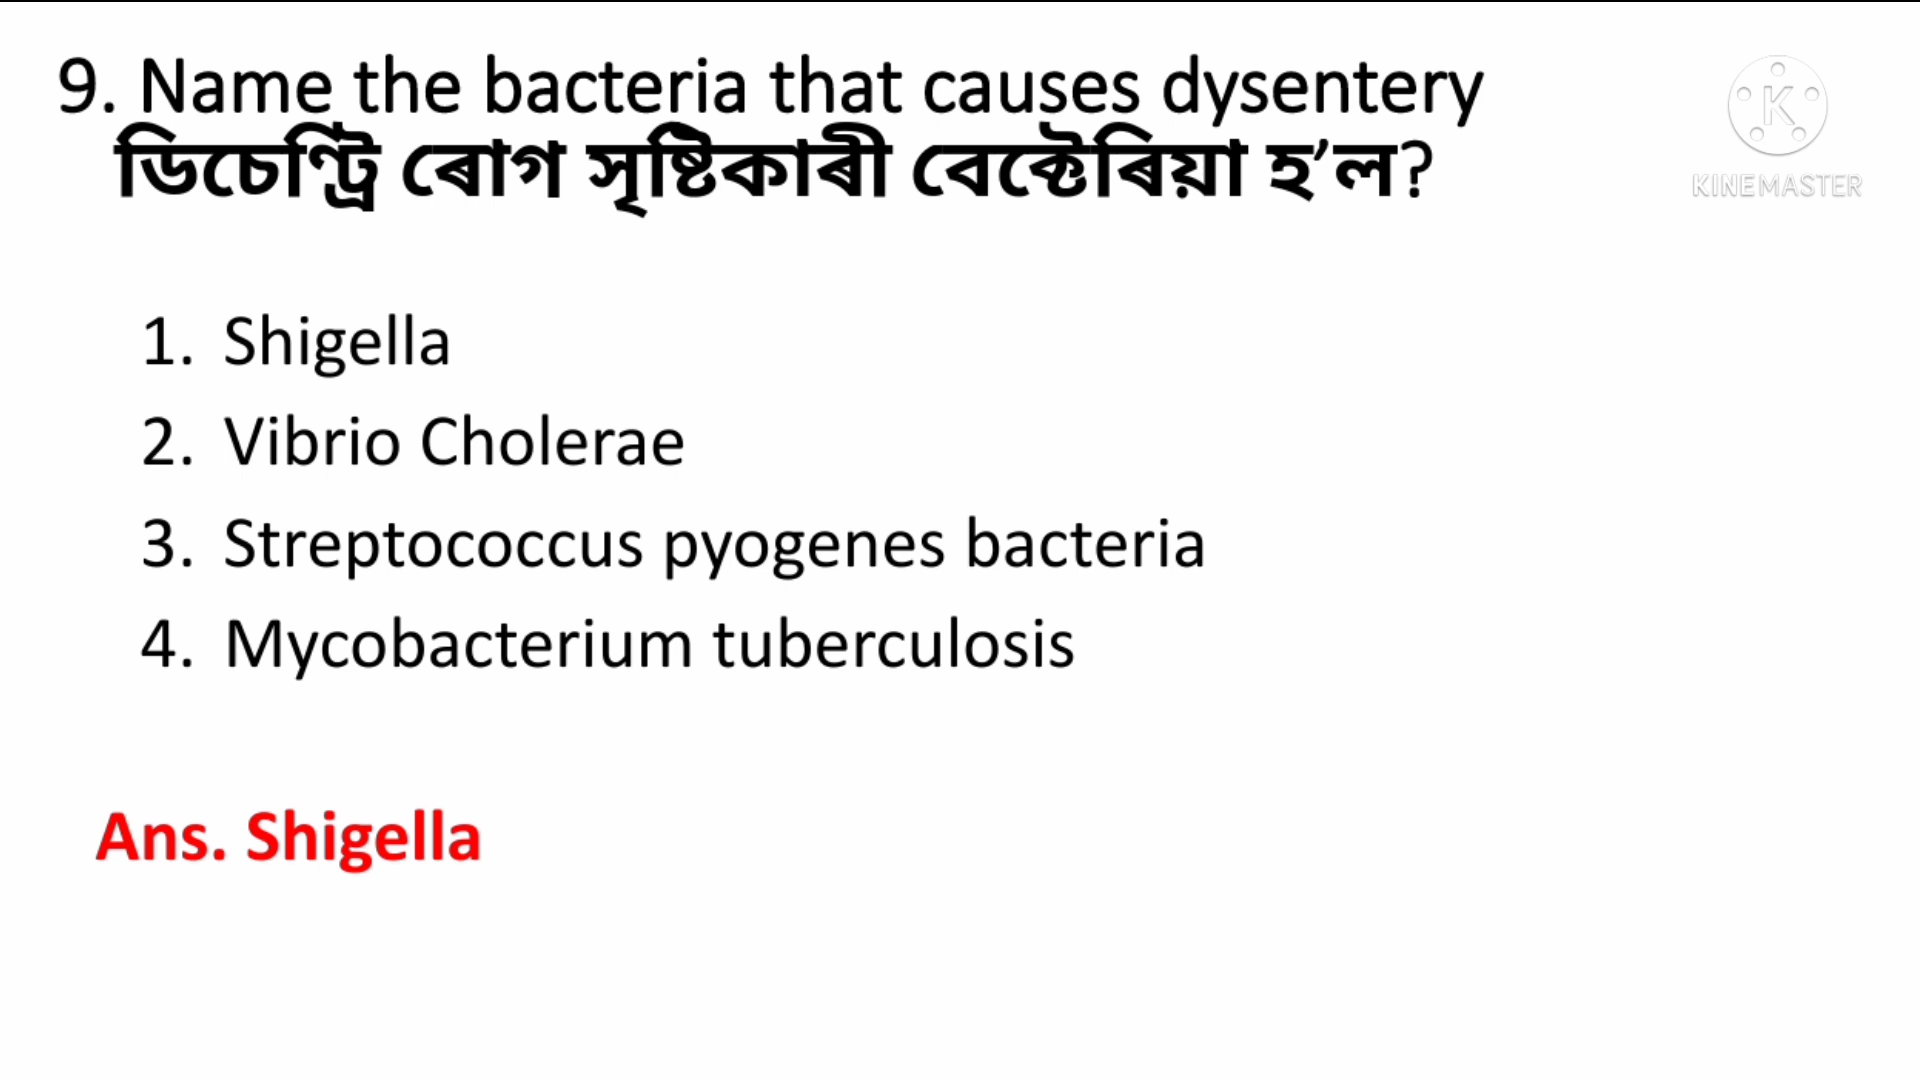 9. Name the bacteria that causes dysentery
ডিচেণ্ট্ৰি ৰোগ সৃষ্টিকাৰী বেক্টেৰিয়া হ’ল?
K
KINEMASTER
1. Shigella
2. Vibrio Cholerae
3. Streptococcus pyogenes bacteria
4. Mycobacterium tuberculosis
Ans. Shigella